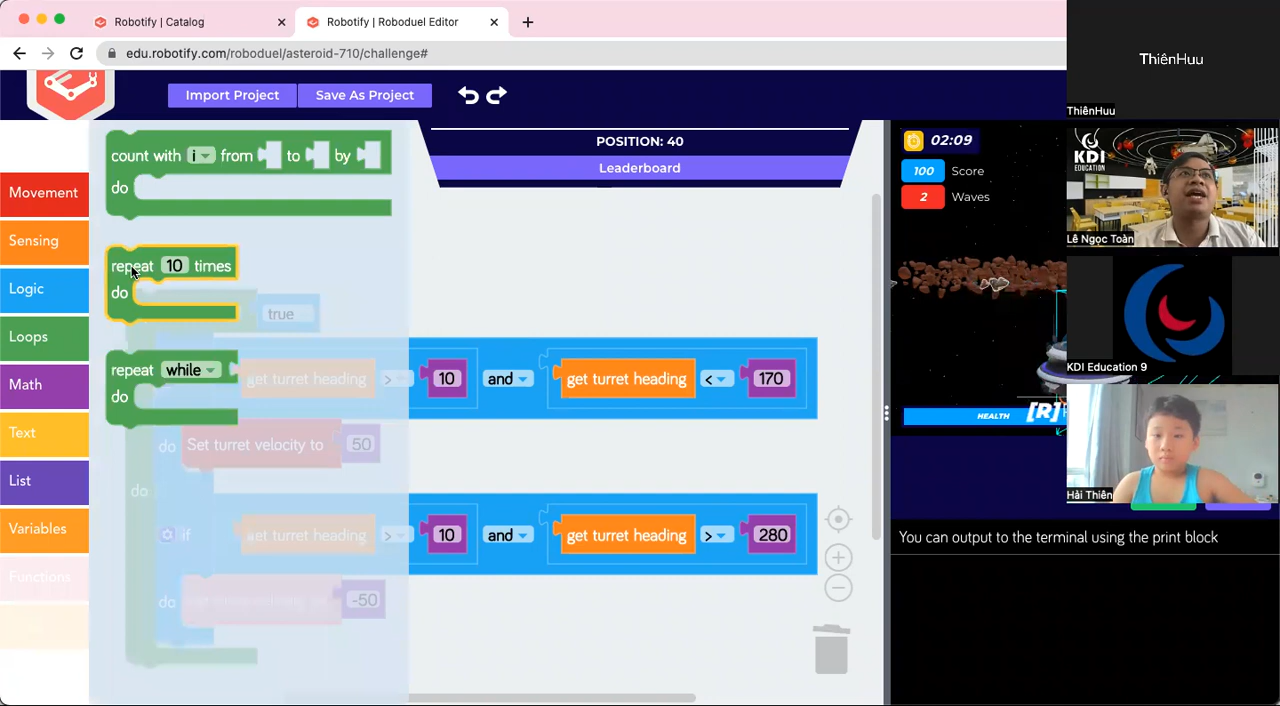 Robotify | Catalog
Robotify | Roboduel Editor
edu.robotify.com/roboduel/asteroid-710/challenge#
Import Project
Save As Project
POSITION: 40
Leaderboard
Movement
Sensing
Logic
Loops
Math
Text
List
Variables
Functions
count with i from to by
do
repeat 10 times
do
true
repeat while
do
get turret heading > 10 and get turret heading < 170
do Set turret velocity to 50
do
if get turret heading > 10 and get turret heading > 280
do -50
02:09
100 Score
2 Waves
HEALTH
[R]
You can output to the terminal using the print block
ThiênHuu
ThiênHuu
KDI
EDUCATION
Lê Ngọc Toàn
KDI Education 9
Hải Thiên